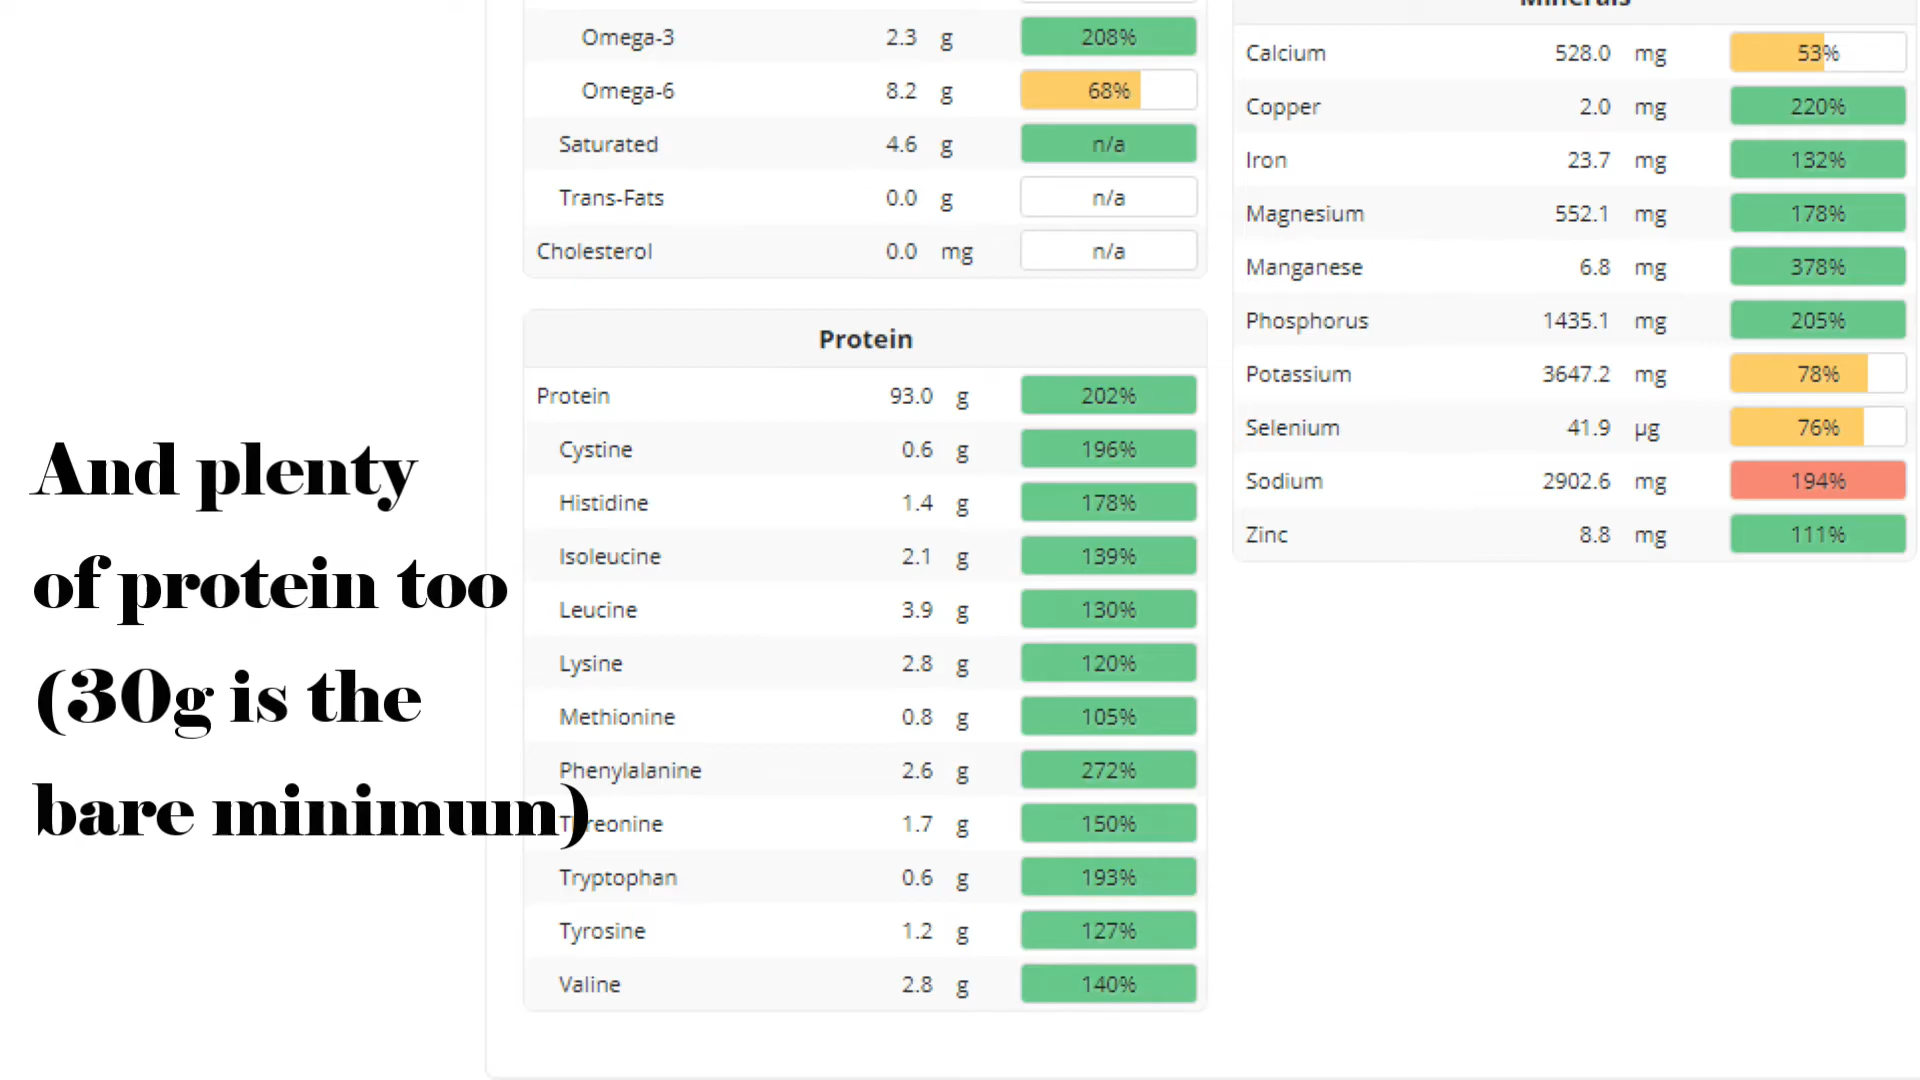 Omega-3 2.3 g 208%
Omega-6 8.2 g 68%
Saturated 4.6 g n/a
Trans-Fats 0.0 g n/a
Cholesterol 0.0 mg n/a
Protein
Protein 93.0 g 202%
Cystine 0.6 g 196%
Histidine 1.4 g 178%
Isoleucine 2.1 g 139%
Leucine 3.9 g 130%
Lysine 2.8 g 120%
Methionine 0.8 g 105%
Phenylalanine 2.6 g 272%
Threonine 1.7 g 150%
Tryptophan 0.6 g 193%
Tyrosine 1.2 g 127%
Valine 2.8 g 140%
Minerals
Calcium 528.0 mg 53%
Copper 2.0 mg 220%
Iron 23.7 mg 132%
Magnesium 552.1 mg 178%
Manganese 6.8 mg 378%
Phosphorus 1435.1 mg 205%
Potassium 3647.2 mg 78%
Selenium 41.9 µg 76%
Sodium 2902.6 mg 194%
Zinc 8.8 mg 111%
And plenty
of protein too
(30g is the
bare minimum)